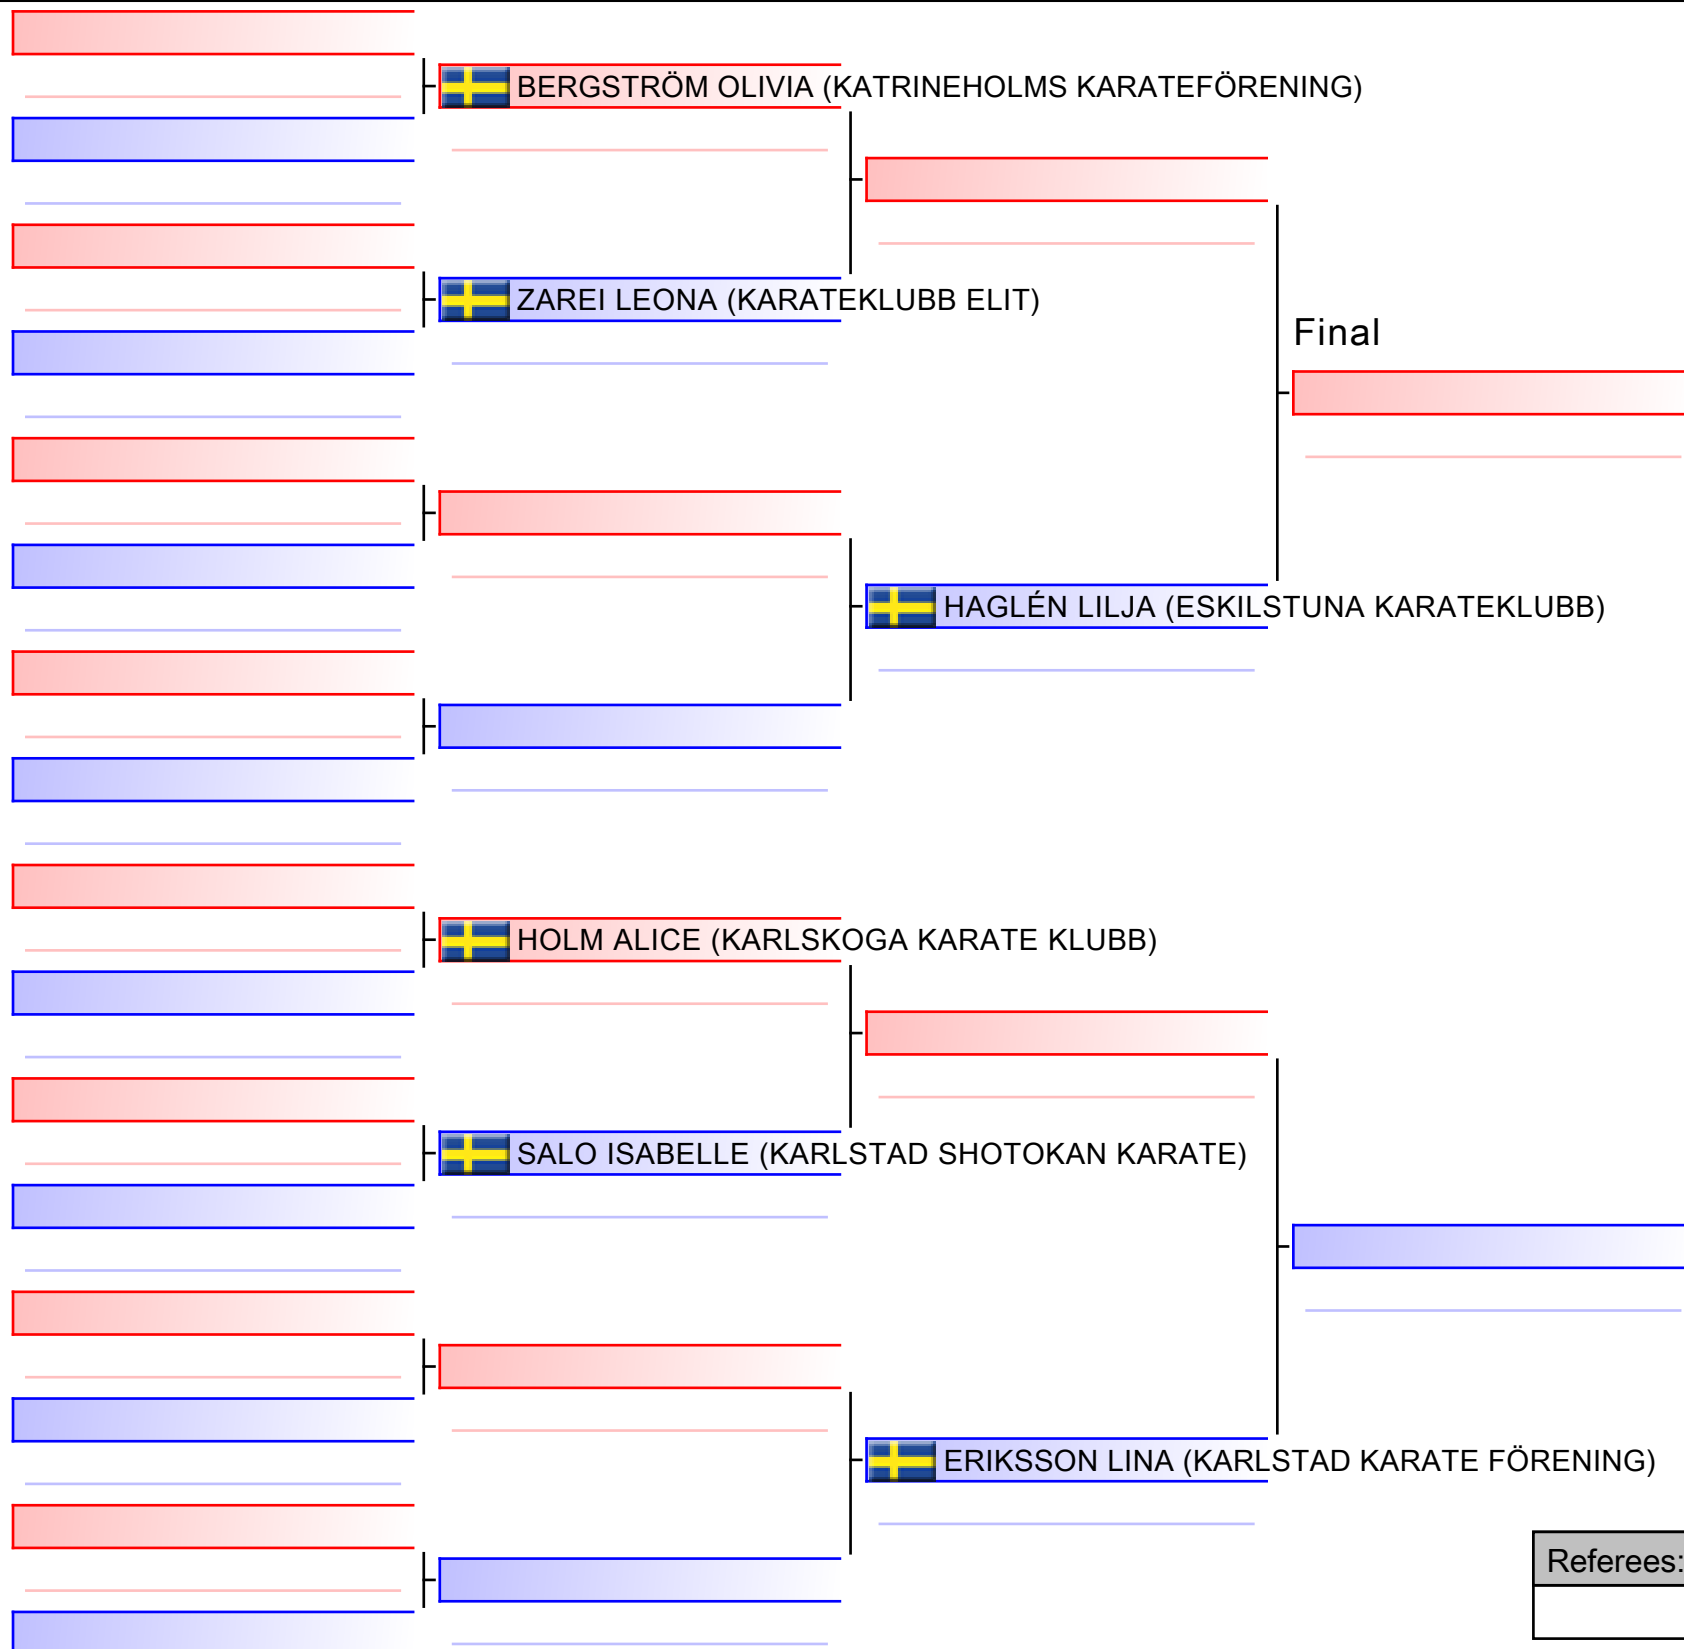 BERGSTRÖM OLIVIA (KATRINEHOLMS KARATEFÖRENING)
ZAREI LEONA (KARATEKLUBB ELIT)
Final
HAGLÉN LILJA (ESKILSTUNA KARATEKLUBB)
HOLM ALICE (KARLSKOGA KARATE KLUBB)
SALO ISABELLE (KARLSTAD SHOTOKAN KARATE)
ERIKSSON LINA (KARLSTAD KARATE FÖRENING)
Referees: